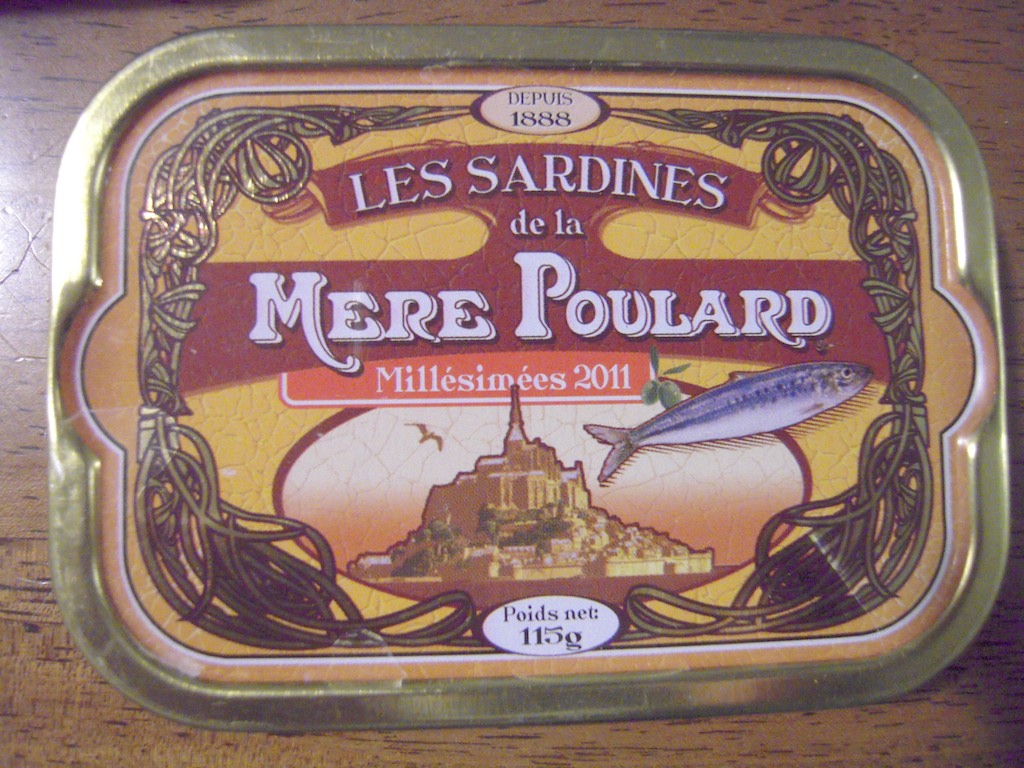 DEPUIS
1888
LES SARDINES
de la
MERE POULARD
Millésimées 2011
Poids net:
115g